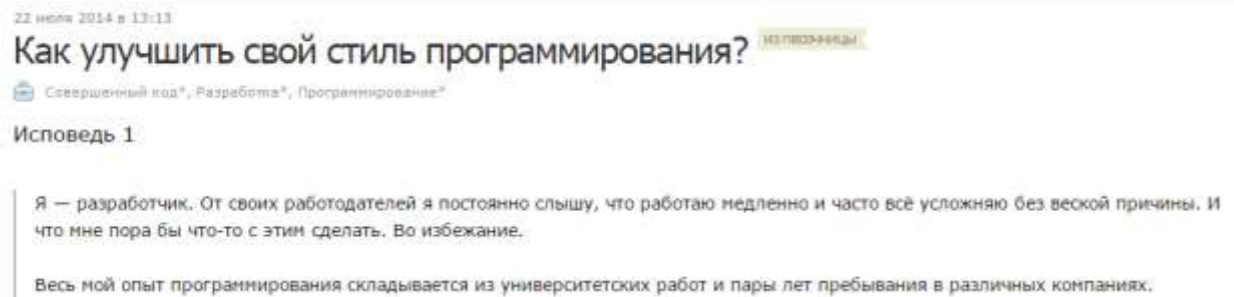 22 июля 2014 в 13:13
Как улучшить свой стиль программирования? из песочницы
Совершенный код*, Разработка*, Программирование*
Исповедь 1
Я — разработчик. От своих работодателей я постоянно слышу, что работаю медленно и часто всё усложняю без веской причины. И
что мне пора бы что-то с этим сделать. Во избежание.
Весь мой опыт программирования складывается из университетских работ и пары лет пребывания в различных компаниях.